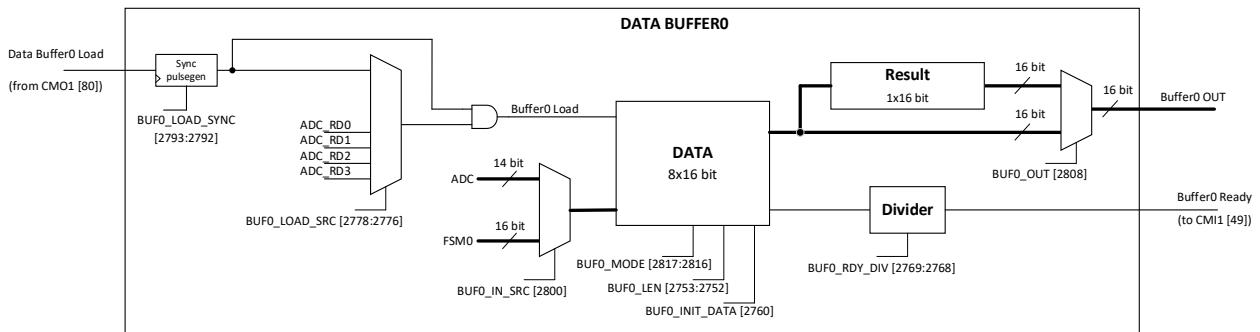 DATA BUFFER0
Data Buffer0 Load
(from CMO1 [80])
Sync
pulsegen
BUF0_LOAD_SYNC
[2793:2792]
ADC_RD0
ADC_RD1
ADC_RD2
ADC_RD3
BUF0_LOAD_SRC [2778:2776]
Buffer0 Load
ADC
14 bit
FSM0
16 bit
BUF0_IN_SRC [2800]
DATA
8x16 bit
BUF0_MODE [2817:2816]
BUF0_LEN [2753:2752]
BUF0_INIT_DATA [2760]
Result
1x16 bit
16 bit
16 bit
16 bit
BUF0_OUT [2808]
Buffer0 OUT
Divider
BUF0_RDY_DIV [2769:2768]
Buffer0 Ready
(to CMI1 [49])